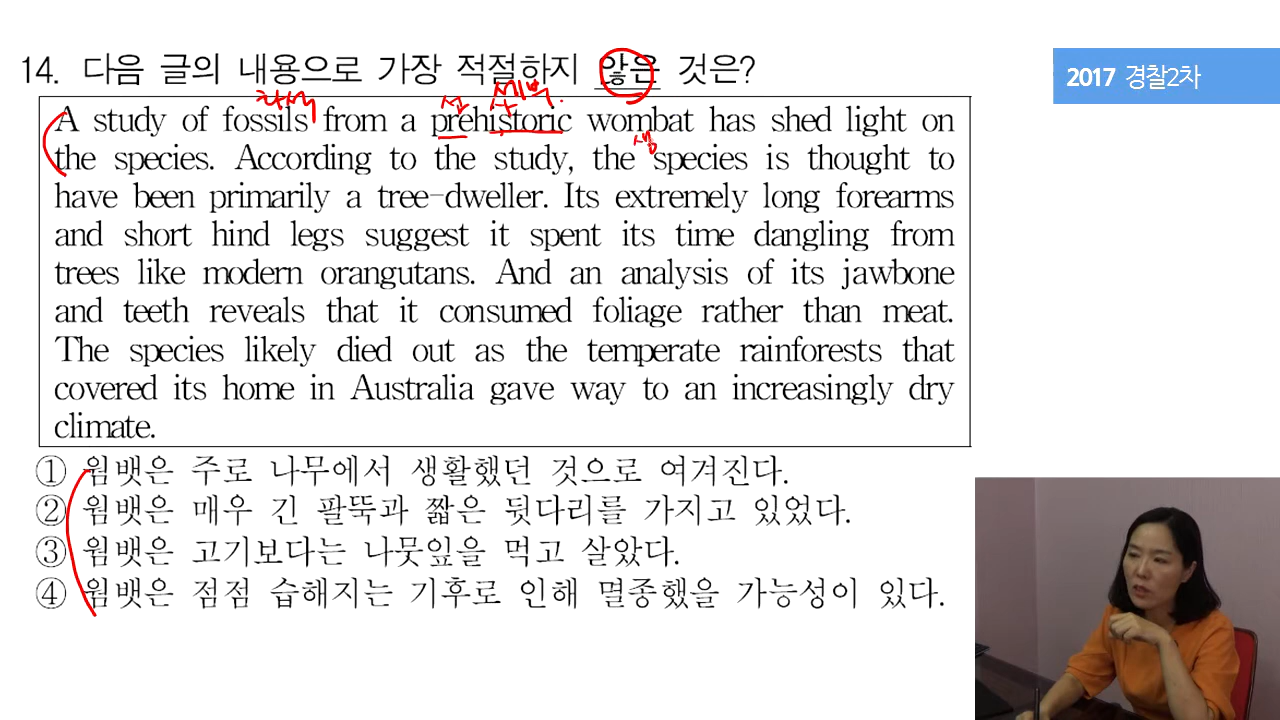 14. 다음 글의 내용으로 가장 적절하지 않은 것은?
2017 경찰2차
화석
선
사
새벽
A study of fossils from a prehistoric wombat has shed light on
생
the species. According to the study, the species is thought to
have been primarily a tree-dweller. Its extremely long forearms
and short hind legs suggest it spent its time dangling from
trees like modern orangutans. And an analysis of its jawbone
and teeth reveals that it consumed foliage rather than meat.
The species likely died out as the temperate rainforests that
covered its home in Australia gave way to an increasingly dry
climate.
① 웜뱃은 주로 나무에서 생활했던 것으로 여겨진다.
② 웜뱃은 매우 긴 팔뚝과 짧은 뒷다리를 가지고 있었다.
③ 웜뱃은 고기보다는 나뭇잎을 먹고 살았다.
④ 웜뱃은 점점 습해지는 기후로 인해 멸종했을 가능성이 있다.